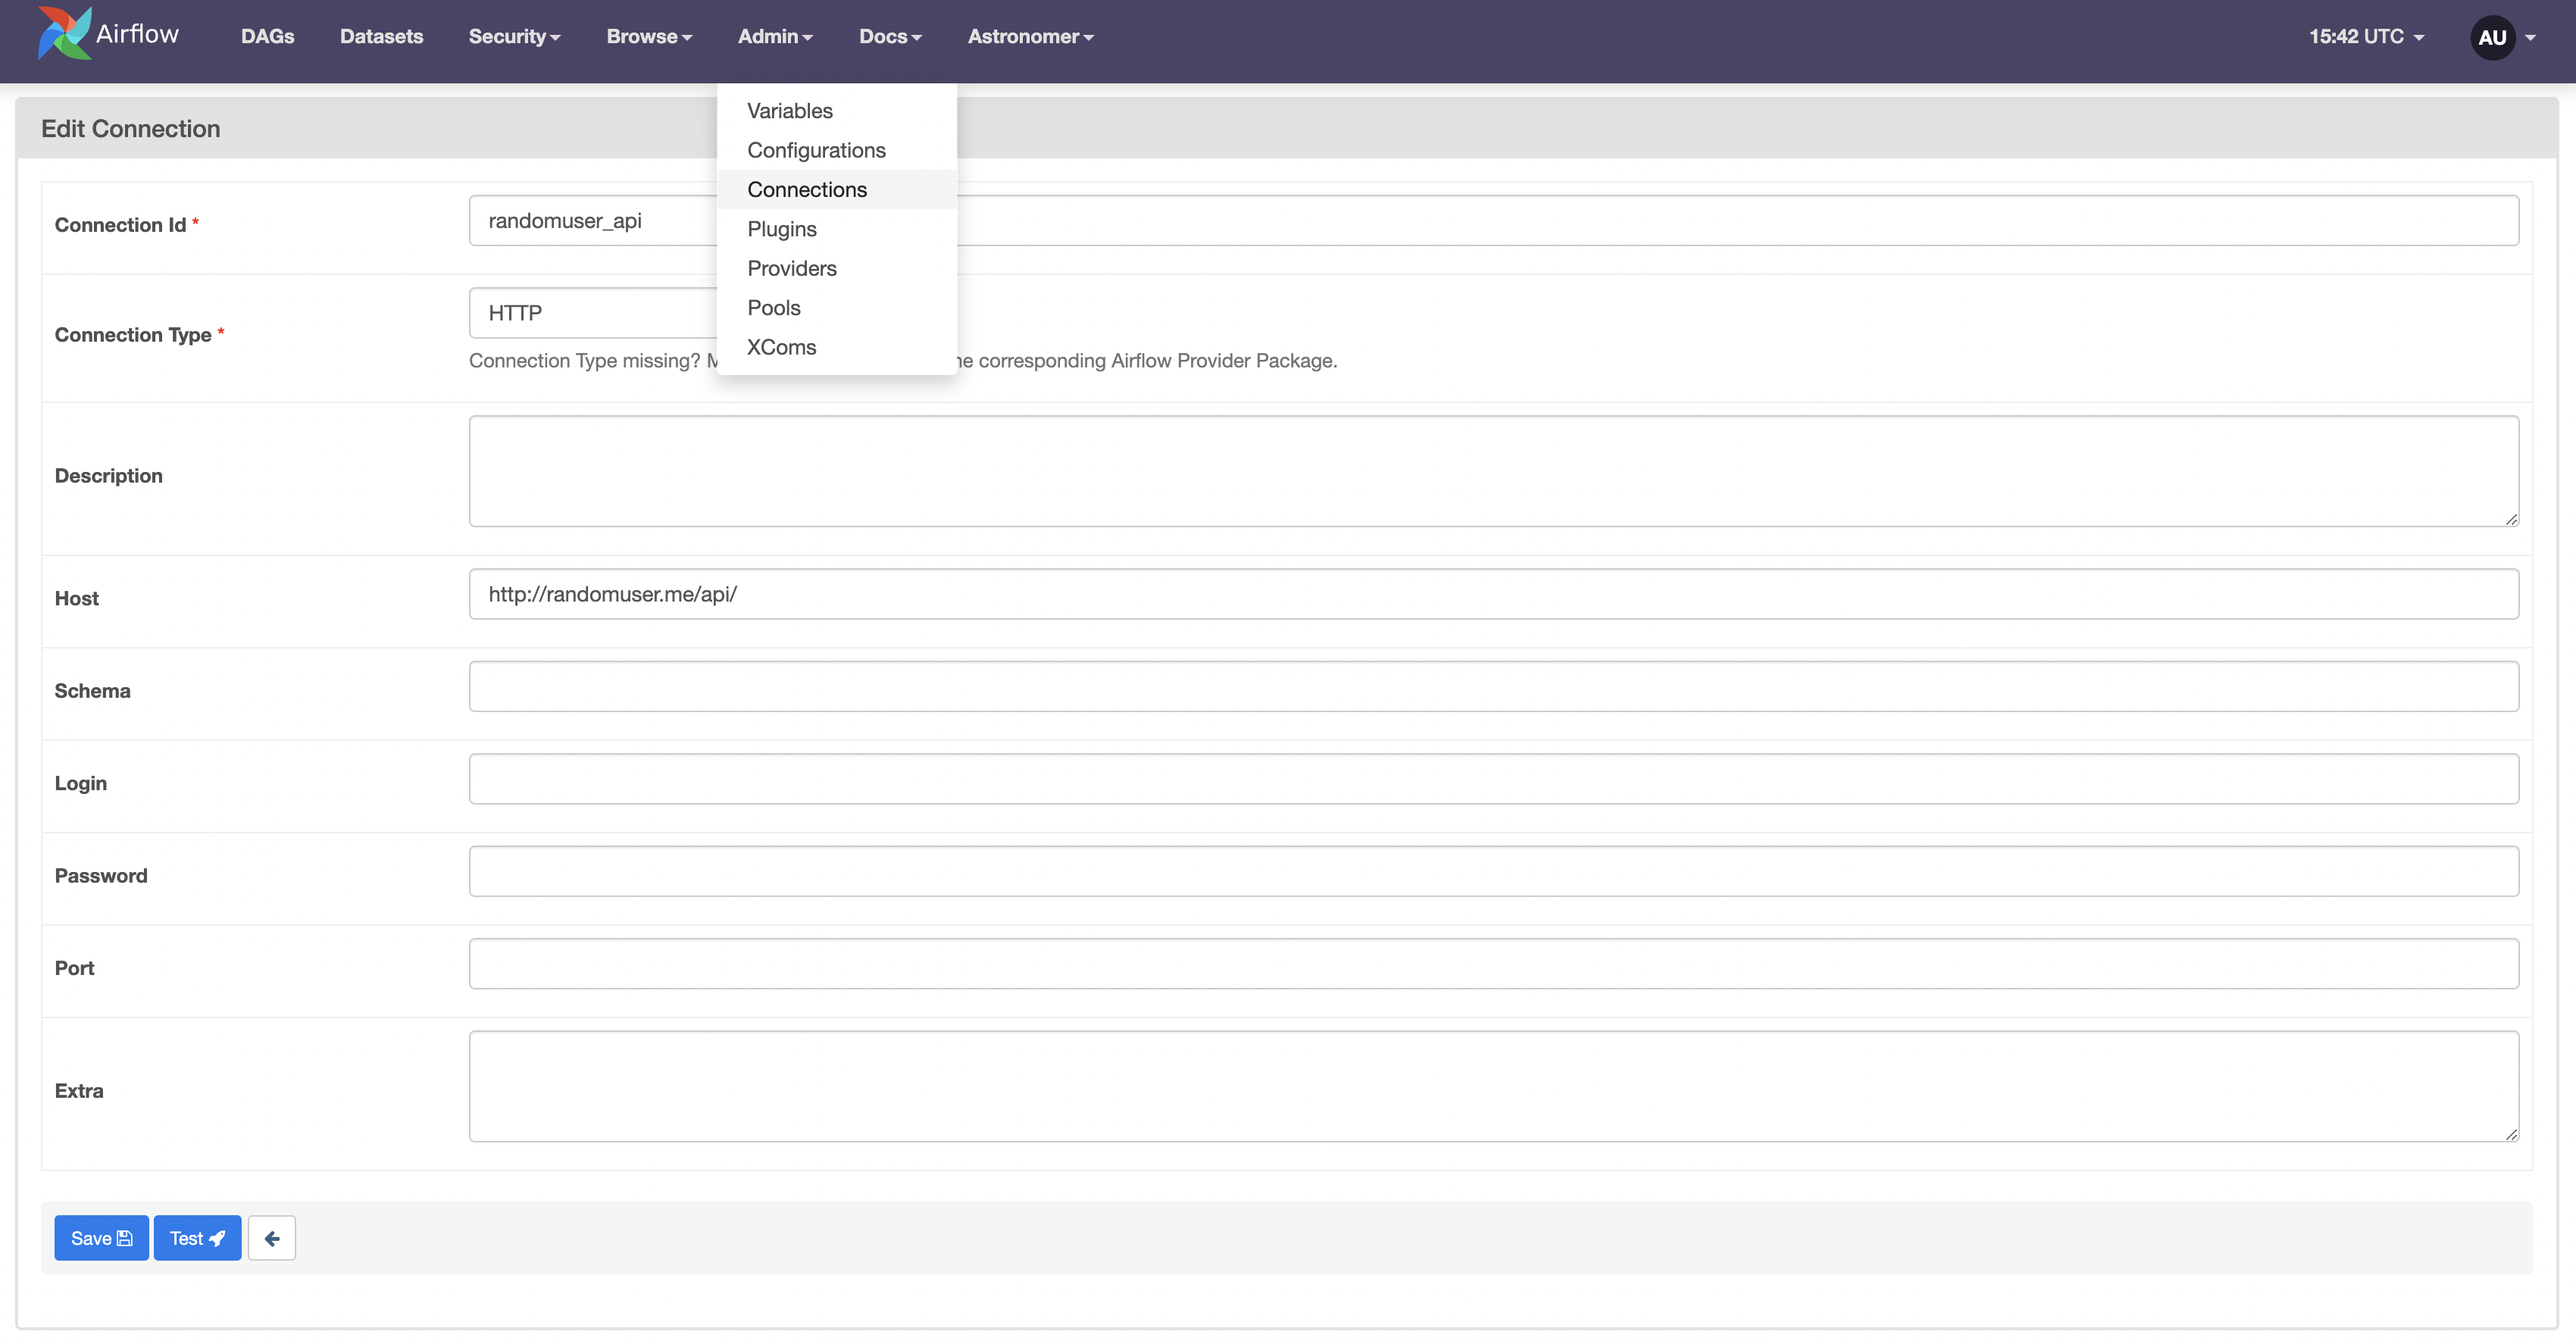 Airflow DAGs Datasets Security Browse Admin Docs Astronomer 15:42 UTC AU
Variables
Configurations
Connections
Plugins
Providers
Pools
XComs
Edit Connection
Connection Id * randomuser_api
Connection Type * HTTP
Connection Type missing? corresponding Airflow Provider Package.
Description
Host http://randomuser.me/api/
Schema
Login
Password
Port
Extra
Save Test